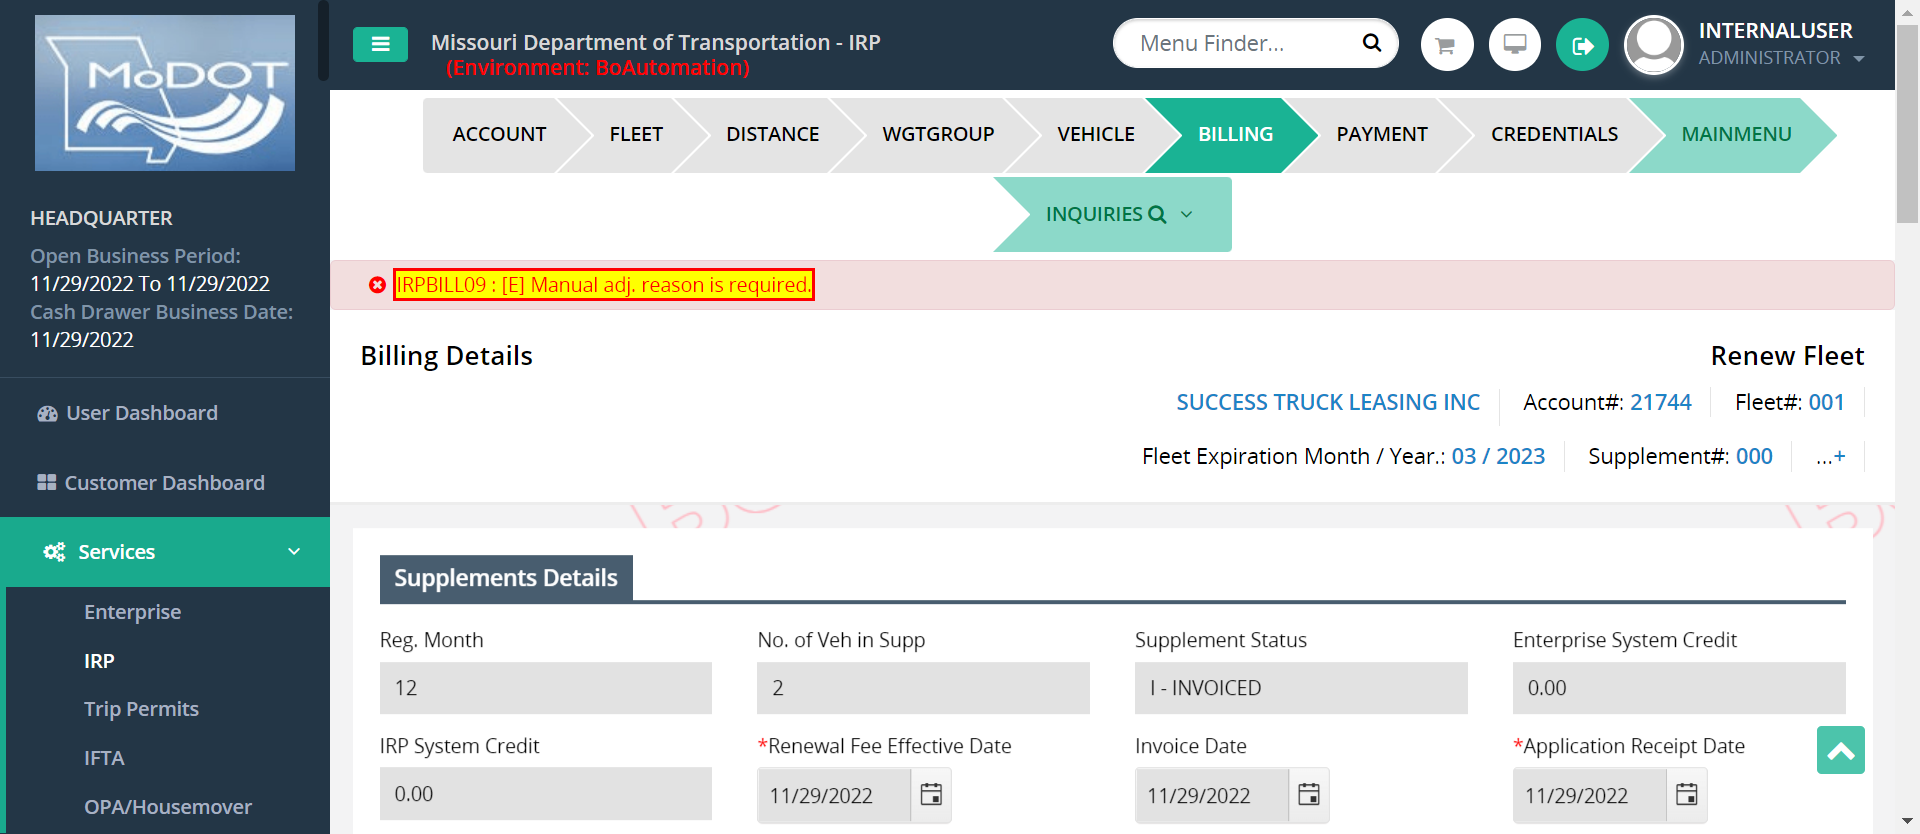 MoDOT
Missouri Department of Transportation - IRP
(Environment: BoAutomation)
Menu Finder...
INTERNALUSER
ADMINISTRATOR
HEADQUARTER
Open Business Period:
11/29/2022 To 11/29/2022
Cash Drawer Business Date:
11/29/2022
User Dashboard
Customer Dashboard
Services
Enterprise
IRP
Trip Permits
IFTA
OPA/Housemover
ACCOUNT
FLEET
DISTANCE
WGTGROUP
VEHICLE
BILLING
PAYMENT
CREDENTIALS
MAINMENU
INQUIRIES
IRPBILL09 : [E] Manual adj. reason is required.
Billing Details
Renew Fleet
SUCCESS TRUCK LEASING INC Account#: 21744 Fleet#: 001
Fleet Expiration Month / Year.: 03 / 2023 Supplement#: 000 ...+
Supplements Details
Reg. Month
12
No. of Veh in Supp
2
Supplement Status
I - INVOICED
Enterprise System Credit
0.00
IRP System Credit
0.00
*Renewal Fee Effective Date
11/29/2022
Invoice Date
11/29/2022
*Application Receipt Date
11/29/2022